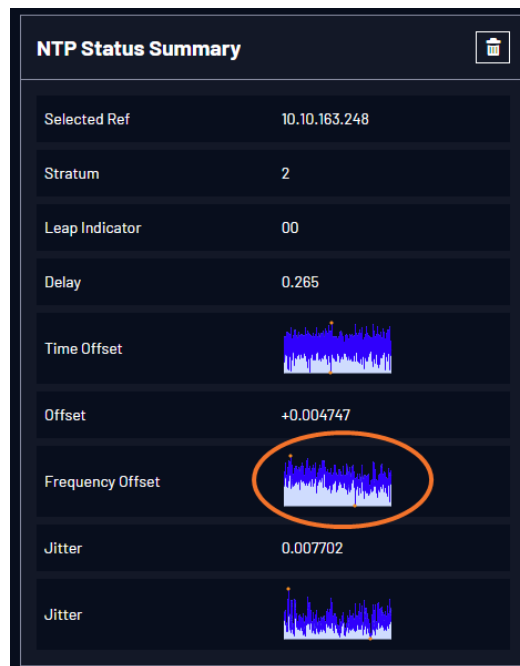 NTP Status Summary
Selected Ref 10.10.163.248
Stratum 2
Leap Indicator 00
Delay 0.265
Time Offset
Offset +0.004747
Frequency Offset
Jitter 0.007702
Jitter